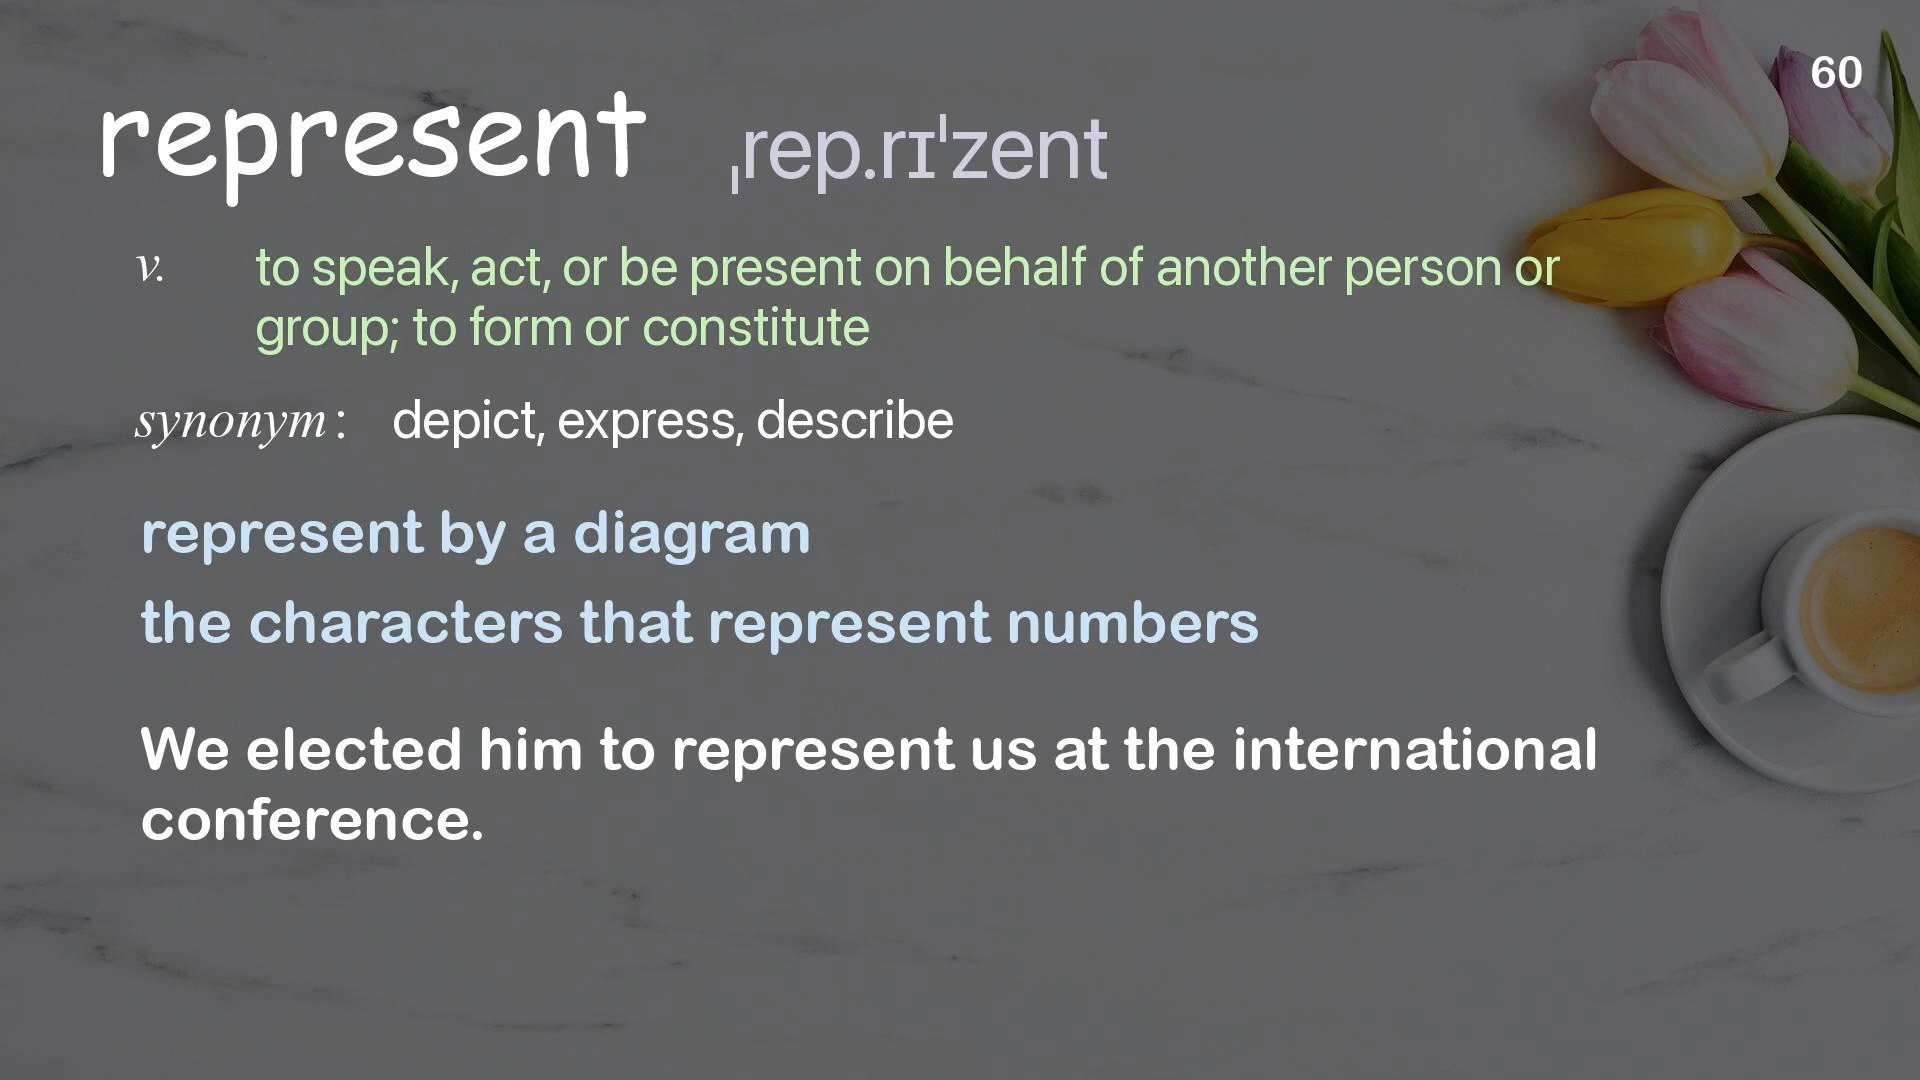 60
represent ˌrep.rɪˈzent
v. to speak, act, or be present on behalf of another person or
group; to form or constitute
synonym: depict, express, describe
represent by a diagram
the characters that represent numbers
We elected him to represent us at the international
conference.